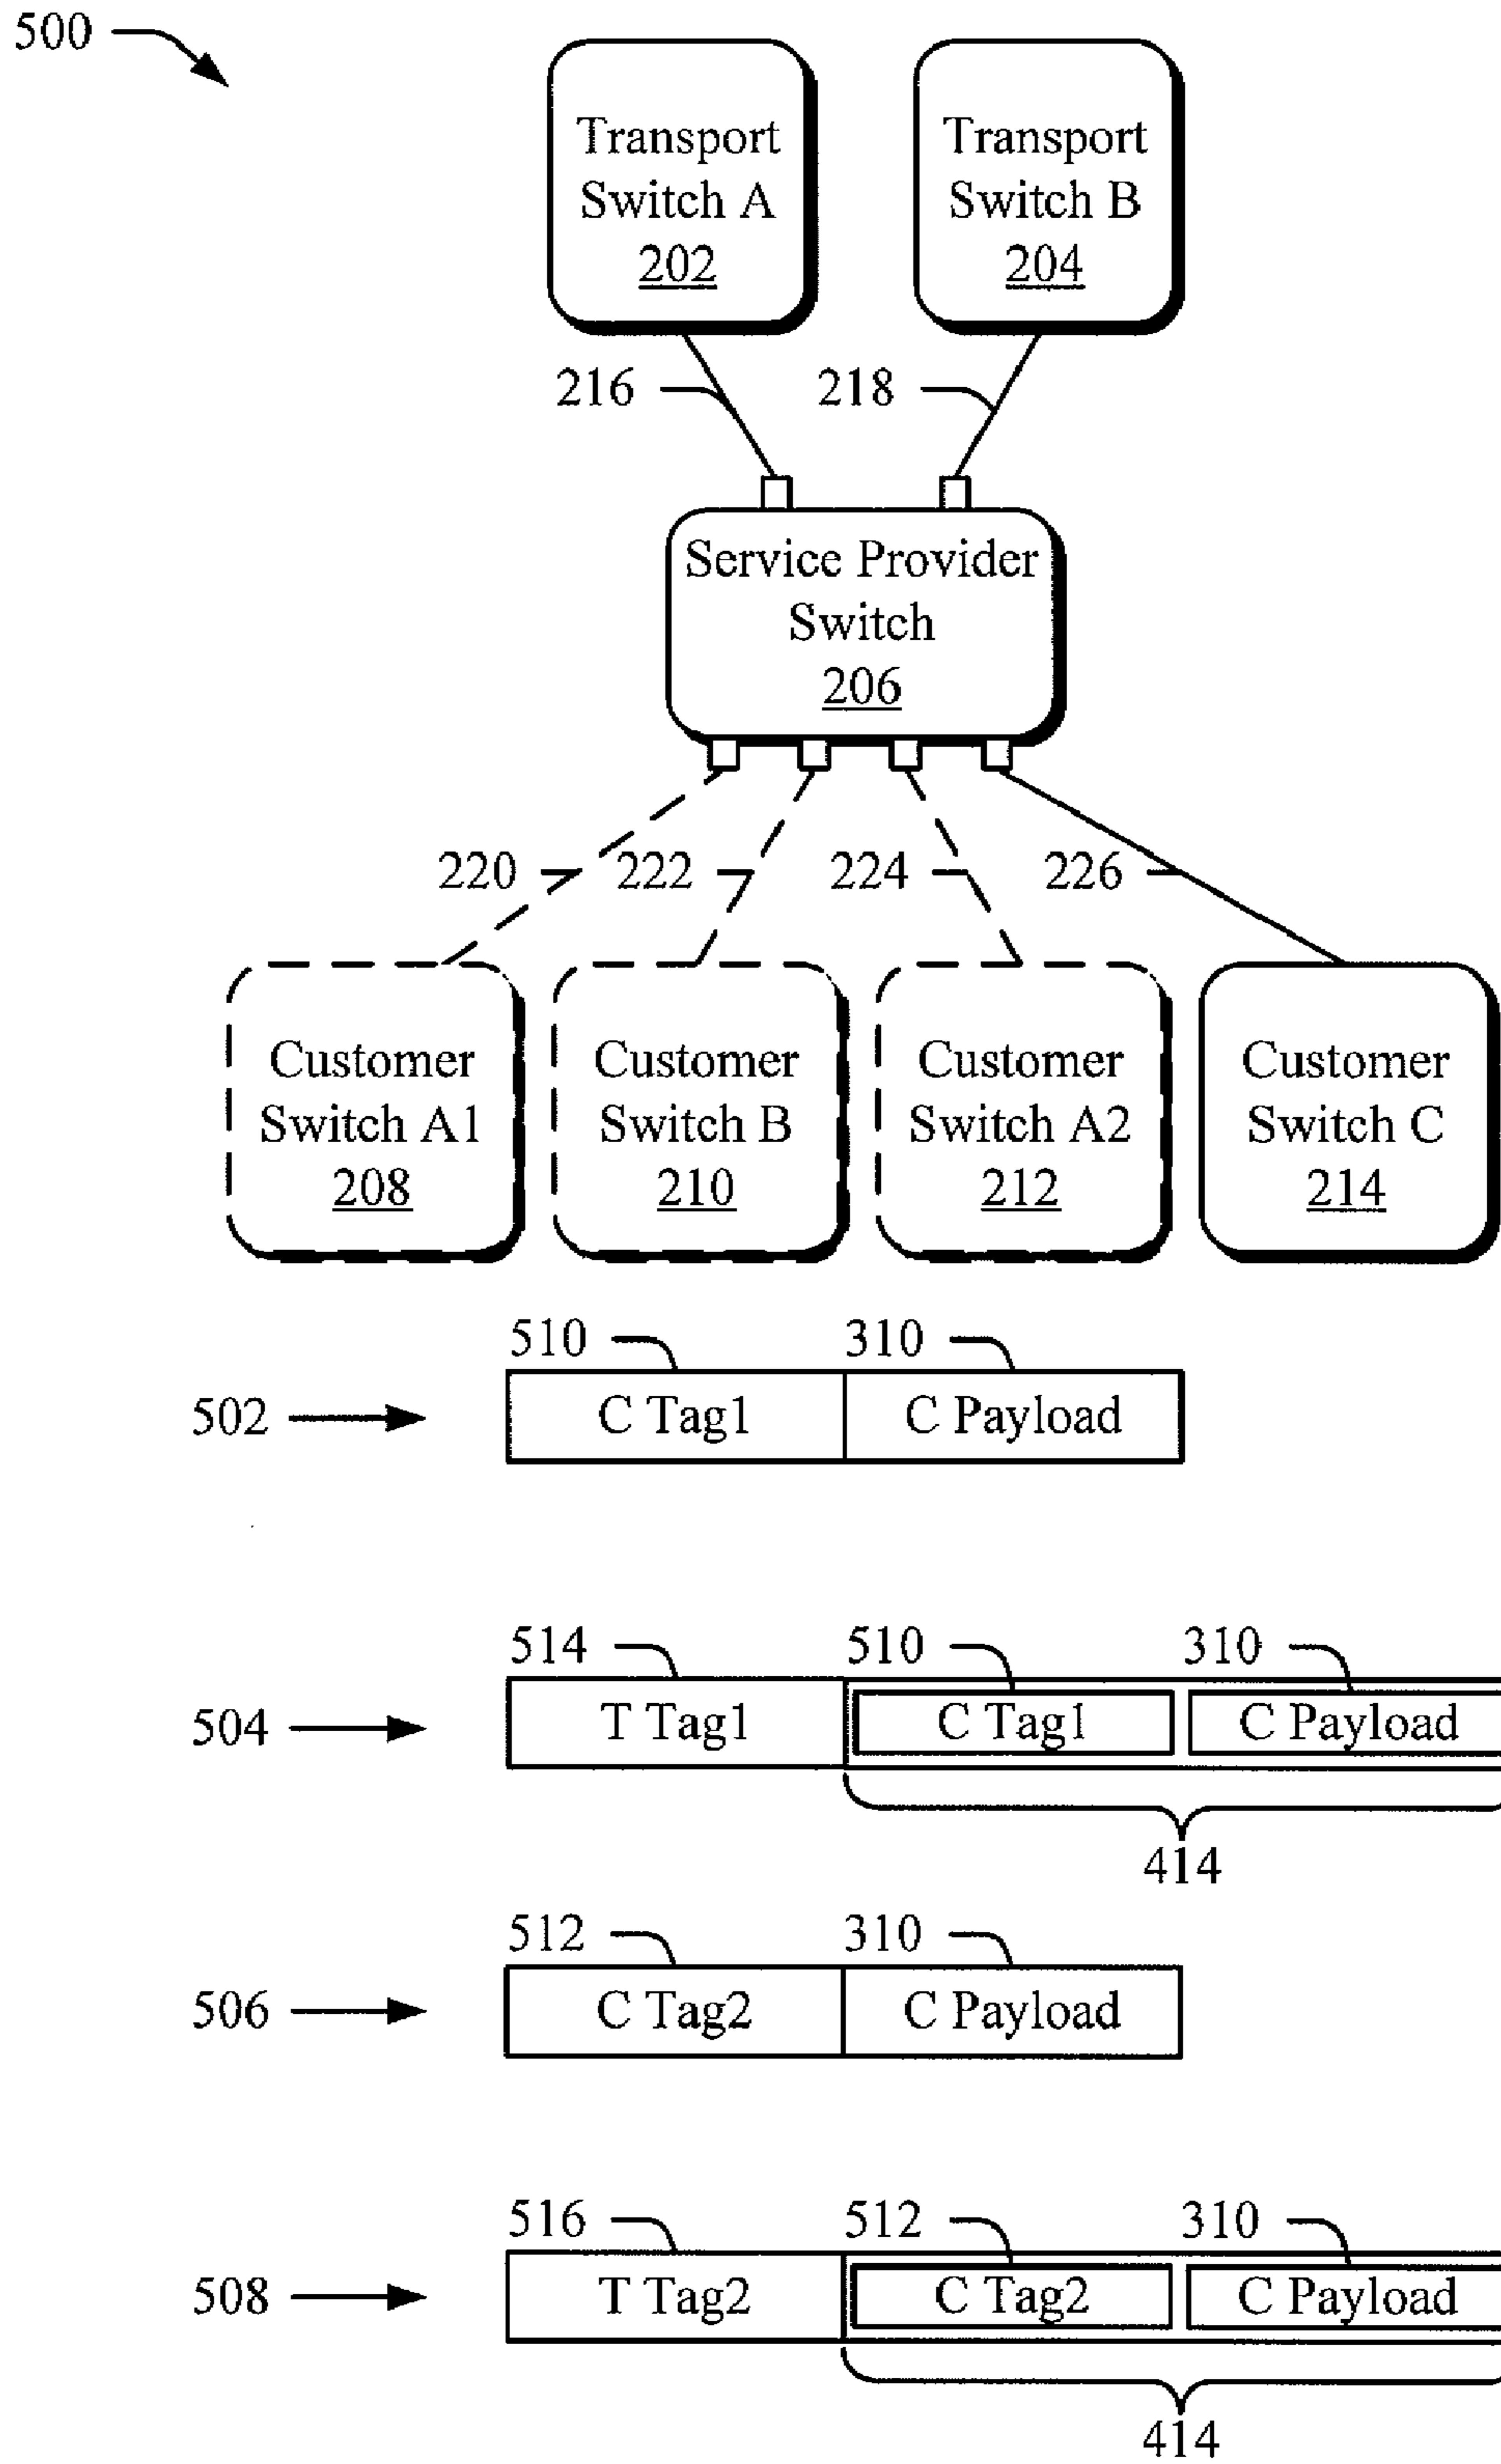 500
Transport
Switch A
202
Transport
Switch B
204
216
218
Service Provider
Switch
206
220
222
224
226
Customer
Switch A1
208
Customer
Switch B
210
Customer
Switch A2
212
Customer
Switch C
214
510
310
502
C Tag1
C Payload
514
510
310
504
T Tag1
C Tag1
C Payload
414
512
310
506
C Tag2
C Payload
516
512
310
508
T Tag2
C Tag2
C Payload
414